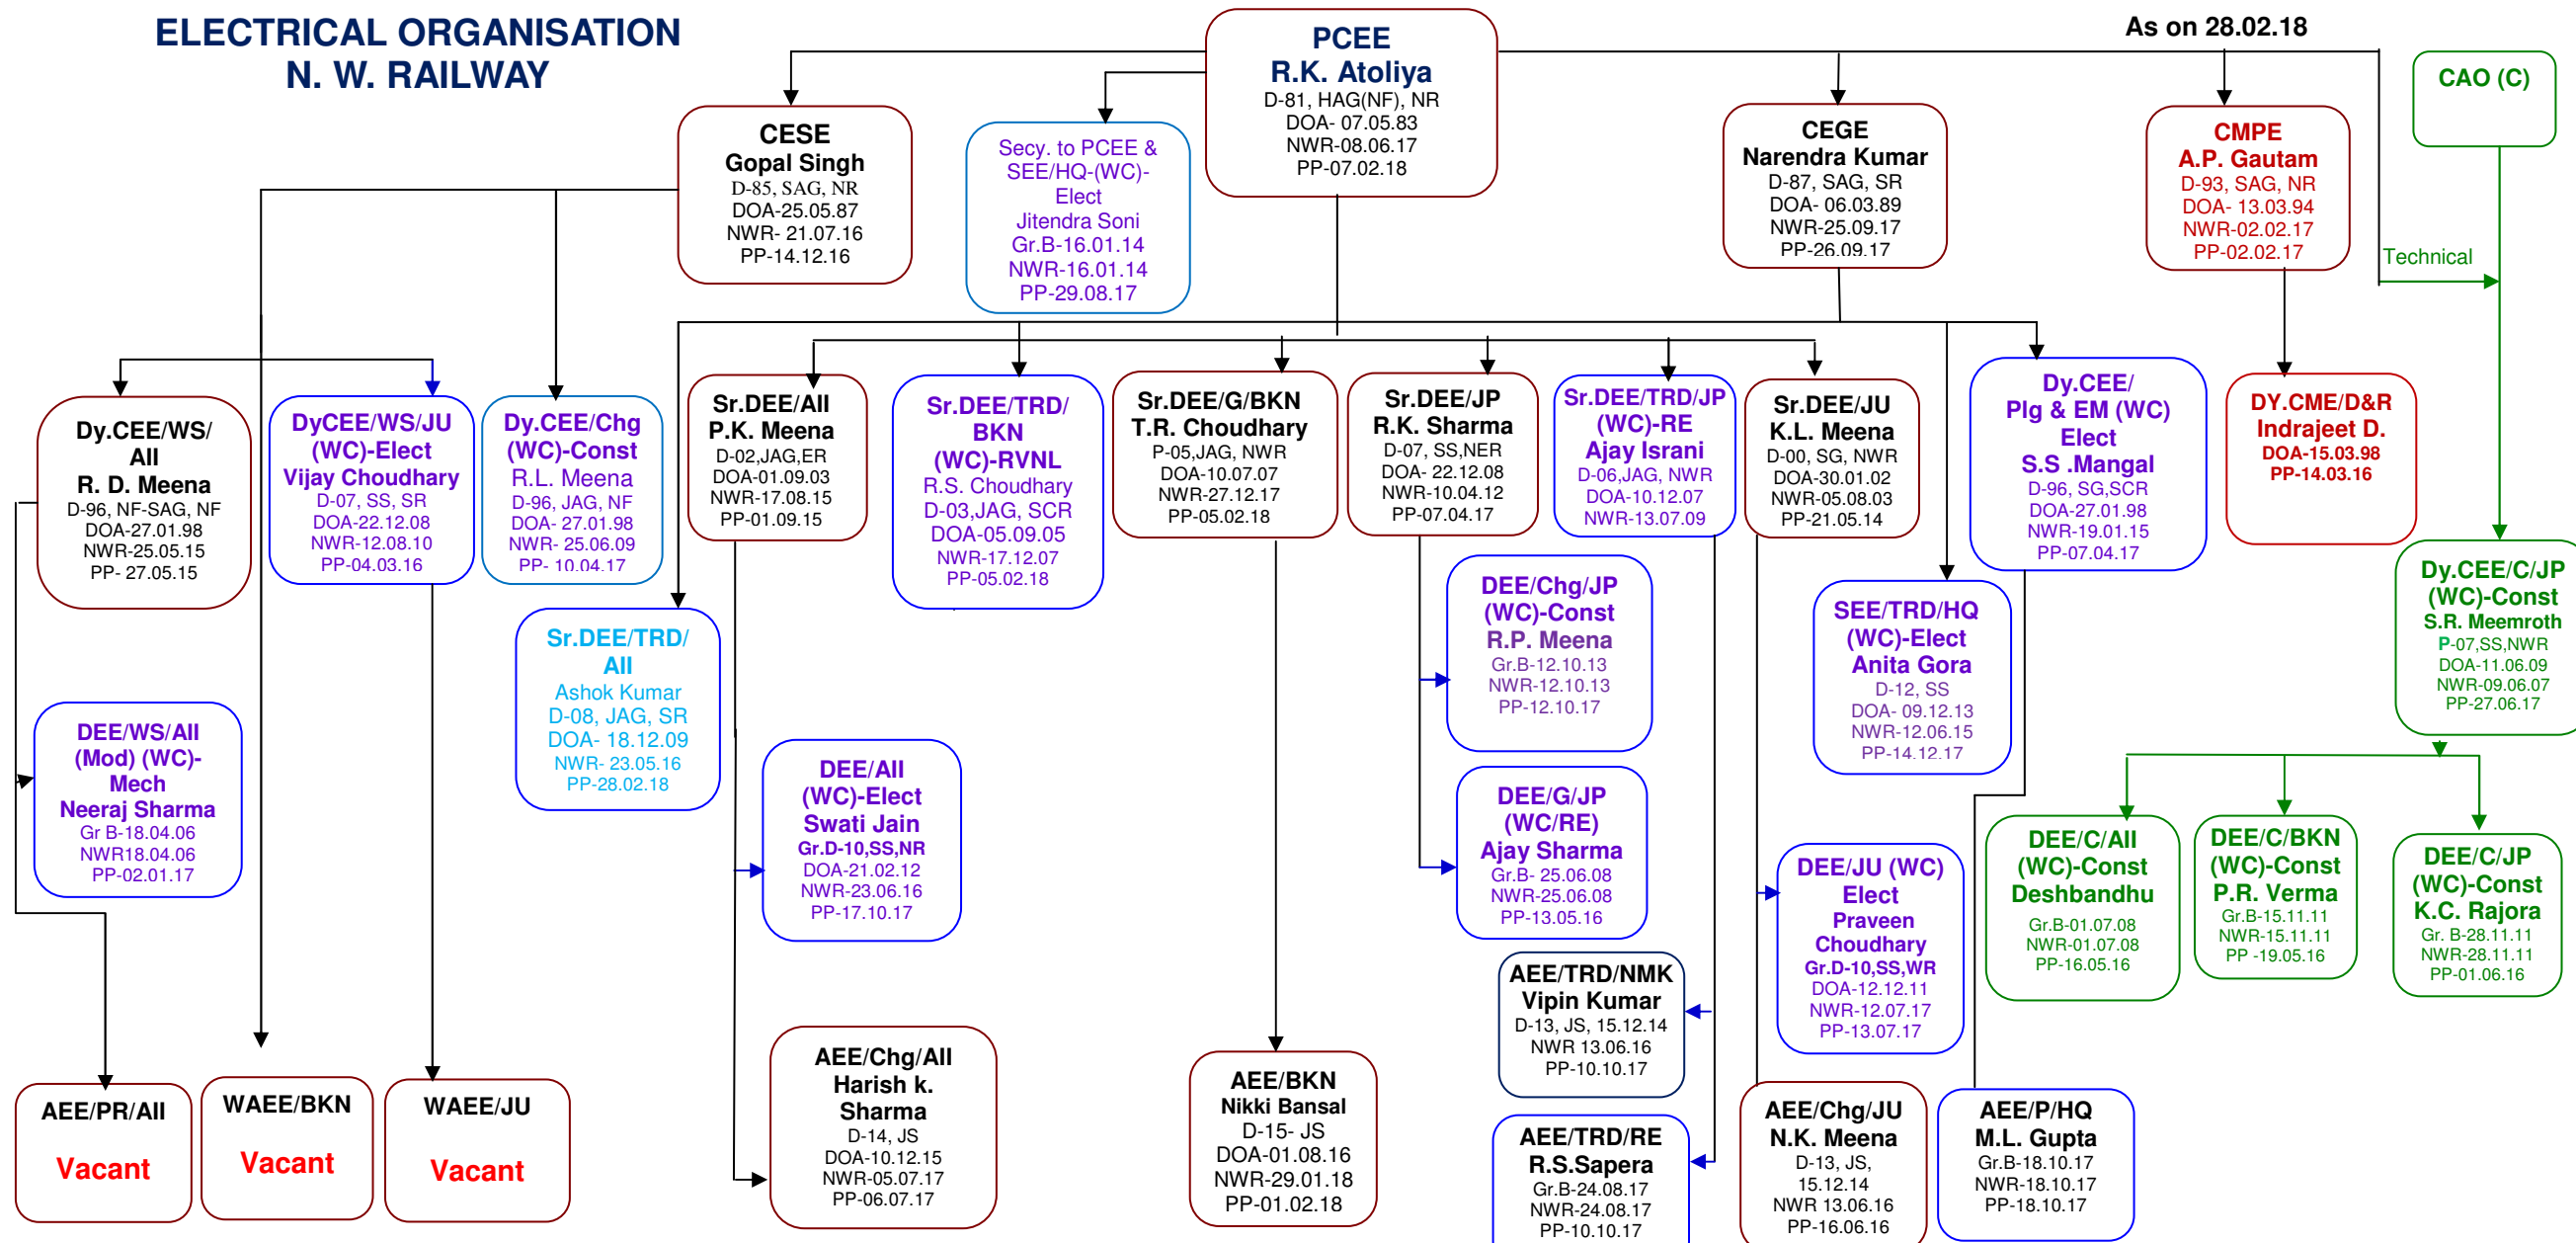 ELECTRICAL ORGANISATION
N. W. RAILWAY
As on 28.02.18
PCEE
R.K. Atoliya
D-81, HAG(NF), NR
DOA- 07.05.83
NWR-08.06.17
PP-07.02.18
CAO (C)
CESE
Gopal Singh
D-85, SAG, NR
DOA-25.05.87
NWR- 21.07.16
PP-14.12.16
Secy. to PCEE &
SEE/HQ-(WC)-
Elect
Jitendra Soni
Gr.B-16.01.14
NWR-16.01.14
PP-29.08.17
CEGE
Narendra Kumar
D-87, SAG, SR
DOA- 06.03.89
NWR-25.09.17
PP-26.09.17
CMPE
A.P. Gautam
D-93, SAG, NR
DOA- 13.03.94
NWR-02.02.17
PP-02.02.17
Technical
Dy.CEE/WS/
AII
R. D. Meena
D-96, NF-SAG, NF
DOA-27.01.98
NWR-25.05.15
PP- 27.05.15
DyCEE/WS/JU
(WC)-Elect
Vijay Choudhary
D-07, SS, SR
DOA-22.12.08
NWR-12.08.10
PP-04.03.16
Dy.CEE/Chg
(WC)-Const
R.L. Meena
D-96, JAG, NF
DOA- 27.01.98
NWR- 25.06.09
PP- 10.04.17
Sr.DEE/AII
P.K. Meena
D-02,JAG,ER
DOA-01.09.03
NWR-17.08.15
PP-01.09.15
Sr.DEE/TRD/
BKN
(WC)-RVNL
R.S. Choudhary
D-03,JAG, SCR
DOA-05.09.05
NWR-17.12.07
PP-05.02.18
Sr.DEE/G/BKN
T.R. Choudhary
P-05,JAG, NWR
DOA-10.07.07
NWR-27.12.17
PP-05.02.18
Sr.DEE/JP
R.K. Sharma
D-07, SS,NER
DOA- 22.12.08
NWR-10.04.12
PP-07.04.17
Sr.DEE/TRD/JP
(WC)-RE
Ajay Israni
D-06,JAG, NWR
DOA-10.12.07
NWR-13.07.09
Sr.DEE/JU
K.L. Meena
D-00, SG, NWR
DOA-30.01.02
NWR-05.08.03
PP-21.05.14
Dy.CEE/
Plg & EM (WC)
Elect
S.S .Mangal
D-96, SG,SCR
DOA-27.01.98
NWR-19.01.15
PP-07.04.17
DY.CME/D&R
Indrajeet D.
DOA-15.03.98
PP-14.03.16
Dy.CEE/C/JP
(WC)-Const
S.R. Meemroth
P-07,SS,NWR
DOA-11.06.09
NWR-09.06.07
PP-27.06.17
Sr.DEE/TRD/
AII
Ashok Kumar
D-08, JAG, SR
DOA- 18.12.09
NWR- 23.05.16
PP-28.02.18
DEE/Chg/JP
(WC)-Const
R.P. Meena
Gr.B-12.10.13
NWR-12.10.13
PP-12.10.17
SEE/TRD/HQ
(WC)-Elect
Anita Gora
D-12, SS
DOA- 09.12.13
NWR-12.06.15
PP-14.12.17
DEE/WS/AII
(Mod) (WC)-
Mech
Neeraj Sharma
Gr B-18.04.06
NWR18.04.06
PP-02.01.17
DEE/AII
(WC)-Elect
Swati Jain
Gr.D-10,SS,NR
DOA-21.02.12
NWR-23.06.16
PP-17.10.17
DEE/G/JP
(WC/RE)
Ajay Sharma
Gr.B- 25.06.08
NWR-25.06.08
PP-13.05.16
DEE/JU (WC)
Elect
Praveen
Choudhary
Gr.D-10,SS,WR
DOA-12.12.11
NWR-12.07.17
PP-13.07.17
DEE/C/AII
(WC)-Const
Deshbandhu
Gr.B-01.07.08
NWR-01.07.08
PP-16.05.16
DEE/C/BKN
(WC)-Const
P.R. Verma
Gr.B-15.11.11
NWR-15.11.11
PP -19.05.16
DEE/C/JP
(WC)-Const
K.C. Rajora
Gr. B-28.11.11
NWR-28.11.11
PP-01.06.16
AEE/TRD/NMK
Vipin Kumar
D-13, JS, 15.12.14
NWR 13.06.16
PP-10.10.17
AEE/PR/AII
Vacant
WAEE/BKN
Vacant
WAEE/JU
Vacant
AEE/Chg/AII
Harish k.
Sharma
D-14, JS
DOA-10.12.15
NWR-05.07.17
PP-06.07.17
AEE/BKN
Nikki Bansal
D-15- JS
DOA-01.08.16
NWR-29.01.18
PP-01.02.18
AEE/TRD/RE
R.S.Sapera
Gr.B-24.08.17
NWR-24.08.17
PP-10.10.17
AEE/Chg/JU
N.K. Meena
D-13, JS,
15.12.14
NWR 13.06.16
PP-16.06.16
AEE/P/HQ
M.L. Gupta
Gr.B-18.10.17
NWR-18.10.17
PP-18.10.17